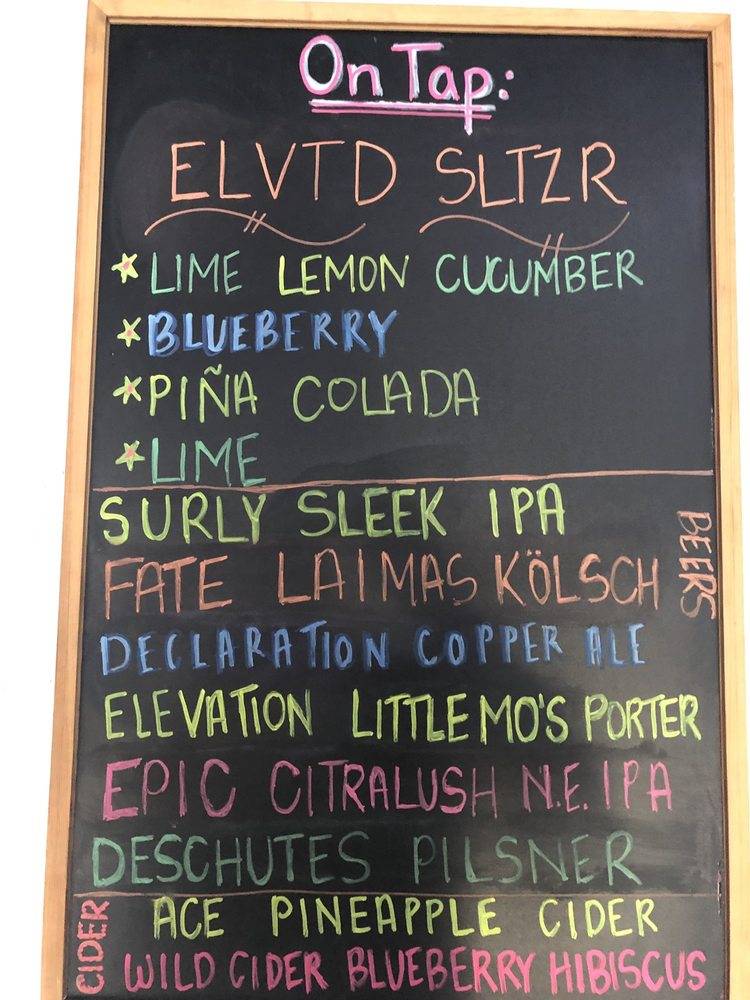 On Tap:
ELVTD SLTZR
LIME LEMON CUCUMBER
BLUEBERRY
PIÑA COLADA
LIME
BEERS
SURLY SLEEK IPA
FATE LAIMAS KÖLSCH
DECLARATION COPPER ALE
ELEVATION LITTLE MO'S PORTER
EPIC CITRALUSH N.E. IPA
DESCHUTES PILSNER
CIDER
ACE PINEAPPLE CIDER
WILD CIDER BLUEBERRY HIBISCUS